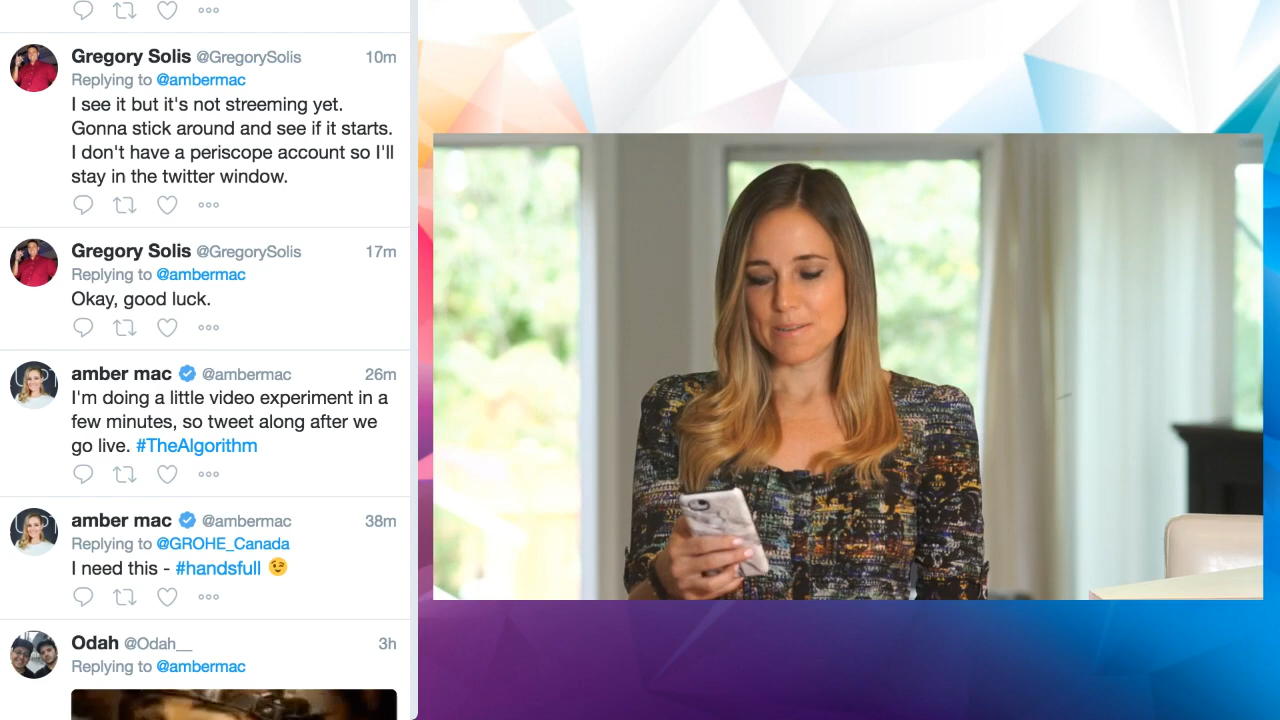 Gregory Solis @GregorySolis 10m
Replying to @ambermac
I see it but it's not streeming yet.
Gonna stick around and see if it starts.
I don't have a periscope account so I'll
stay in the twitter window.
Gregory Solis @GregorySolis 17m
Replying to @ambermac
Okay, good luck.
amber mac @ambermac 26m
I'm doing a little video experiment in a
few minutes, so tweet along after we
go live. #TheAlgorithm
amber mac @ambermac 38m
Replying to @GROHE_Canada
I need this - #handsfull 😉
Odah @Odah__ 3h
Replying to @ambermac